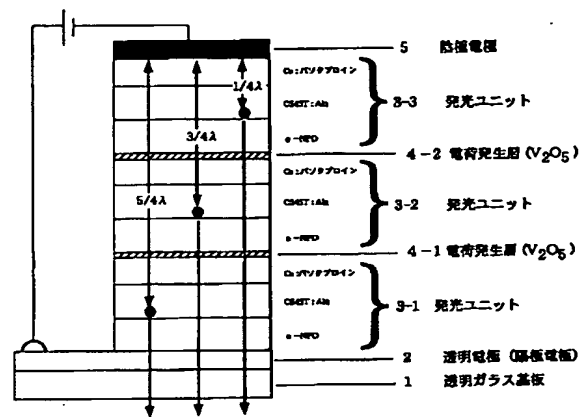 5 陰極電極
Cs:バソクプロイン
1/4λ
C545T:Alq
3-3 発光ユニット
3/4λ
α-NPD
4-2 電荷発生層 (V2O5)
Cs:バソクプロイン
5/4λ
C545T:Alq
3-2 発光ユニット
α-NPD
4-1 電荷発生層 (V2O5)
Cs:バソクプロイン
C545T:Alq
3-1 発光ユニット
α-NPD
2 透明電極 (陽極電極)
1 透明ガラス基板